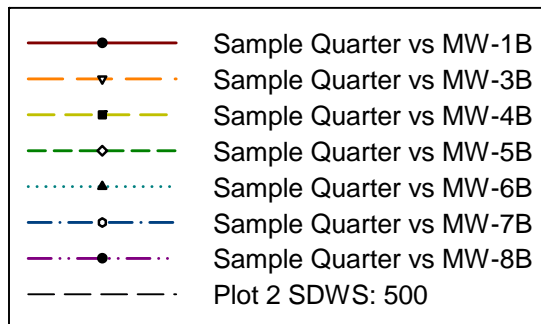 Sample Quarter vs MW-1B
Sample Quarter vs MW-3B
Sample Quarter vs MW-4B
Sample Quarter vs MW-5B
Sample Quarter vs MW-6B
Sample Quarter vs MW-7B
Sample Quarter vs MW-8B
Plot 2 SDWS: 500